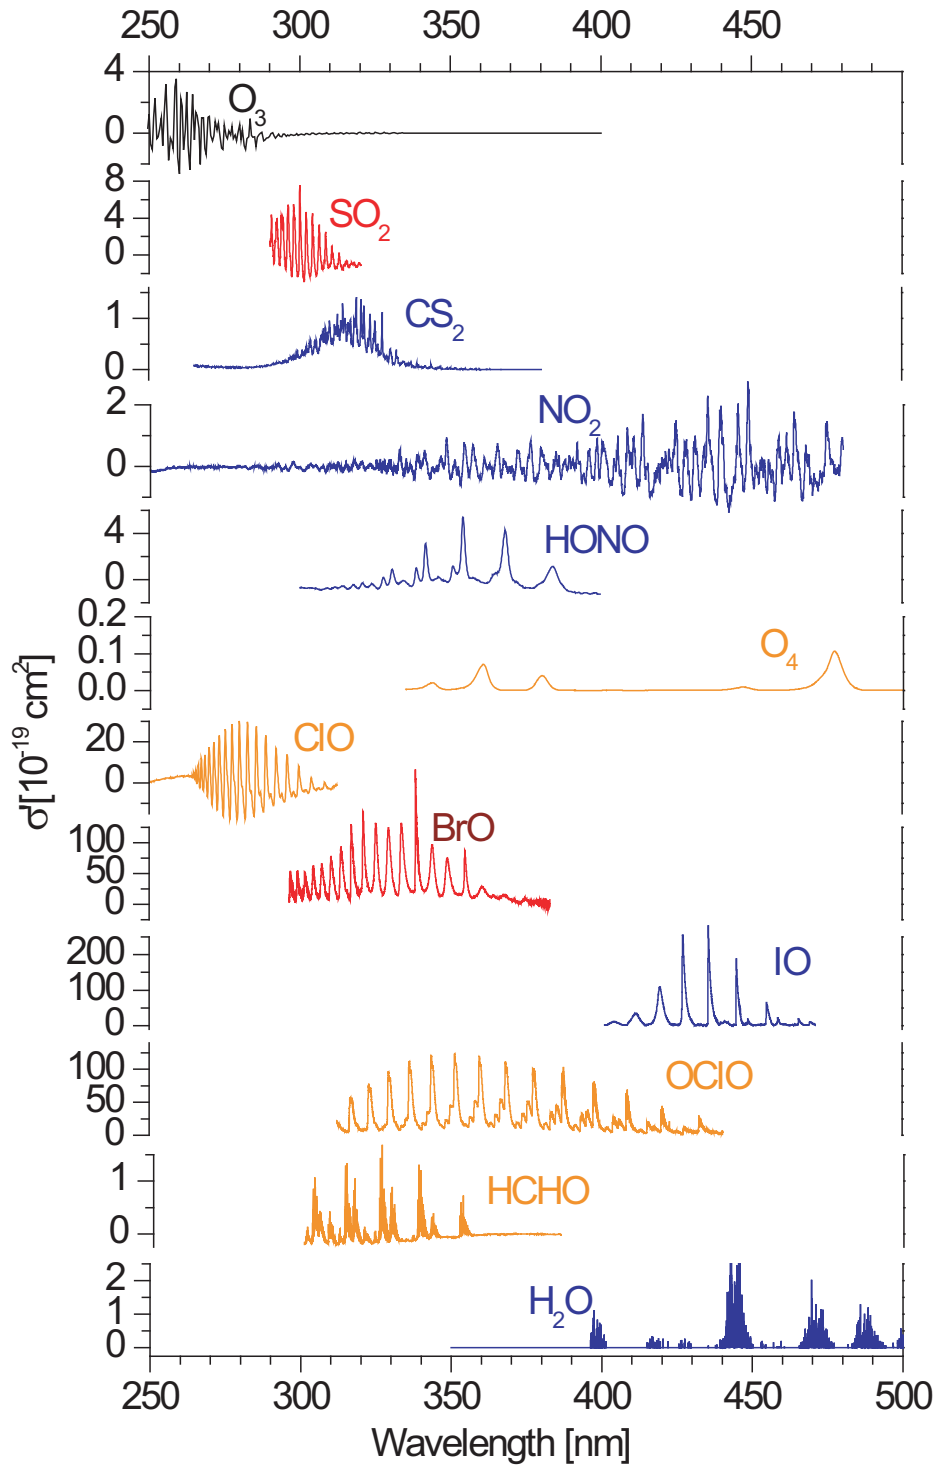 250 300 350 400 450
4
0
O3
8
4
0
SO2
1
0
CS2
2
0
NO2
4
0
HONO
0.2
0.1
0.0
O4
20
0
ClO
100
50
0
BrO
200
100
0
IO
100
50
0
OClO
1
0
HCHO
2
1
0
H2O
σ'[10-19 cm2]
250 300 350 400 450 500
Wavelength [nm]